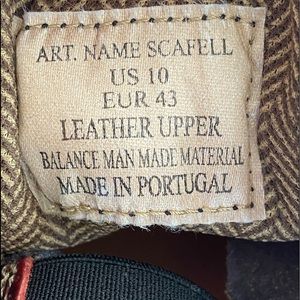 ART. NAME SCAFELL
US 10
EUR 43
LEATHER UPPER
BALANCE MAN MADE MATERIAL
MADE IN PORTUGAL